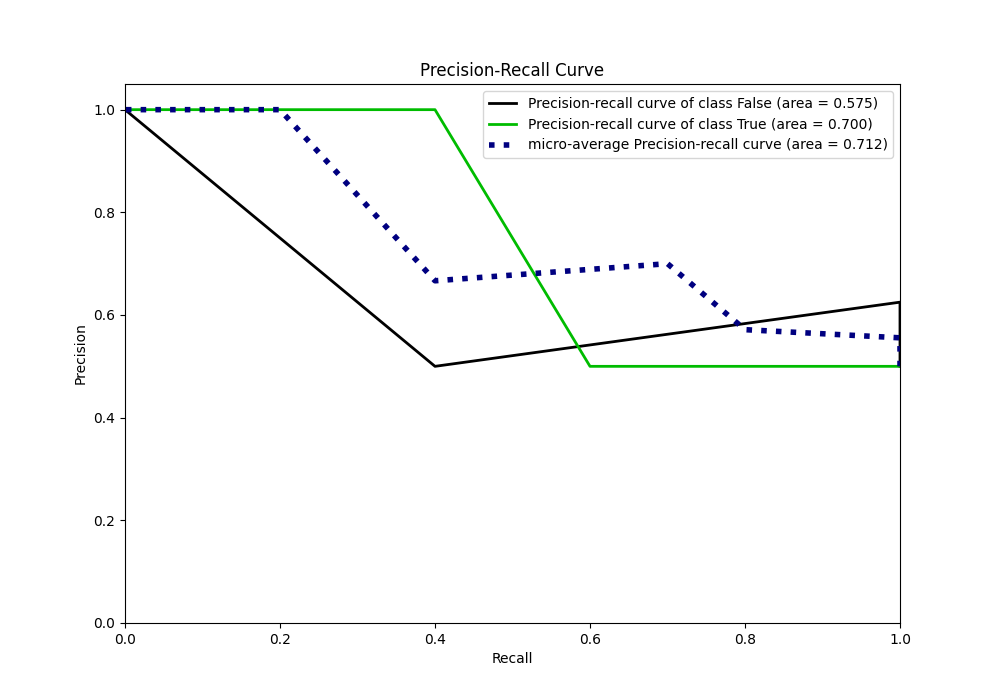 Precision-Recall Curve
Precision-recall curve of class False (area = 0.575)
Precision-recall curve of class True (area = 0.700)
micro-average Precision-recall curve (area = 0.712)
Precision
1.0
0.8
0.6
0.4
0.2
0.0
0.0 0.2 0.4 0.6 0.8 1.0
Recall